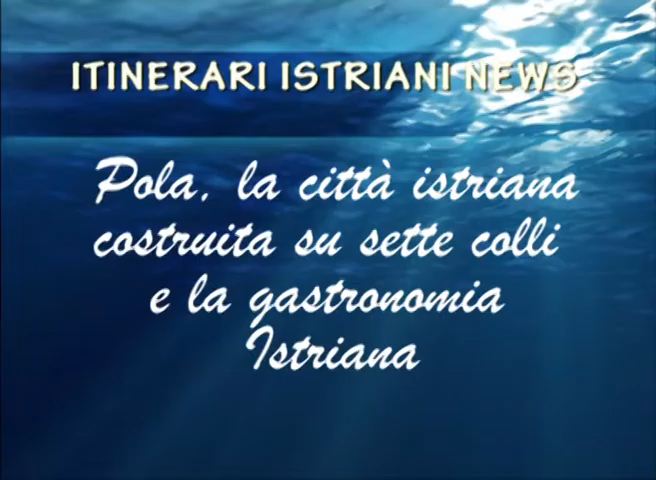 ITINERARI ISTRIANI NEWS
Pola, la città istriana
costruita su sette colli
e la gastronomia
Istriana